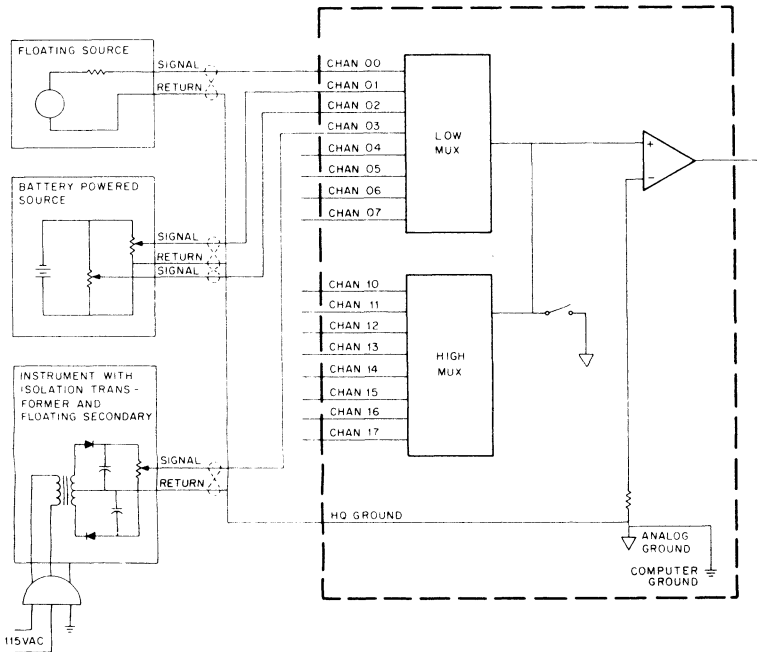 FLOATING SOURCE
SIGNAL
RETURN
BATTERY POWERED
SOURCE
SIGNAL
RETURN
SIGNAL
INSTRUMENT WITH
ISOLATION TRANS-
FORMER AND
FLOATING SECONDARY
SIGNAL
RETURN
115VAC
CHAN 00
CHAN 01
CHAN 02
CHAN 03
CHAN 04
CHAN 05
CHAN 06
CHAN 07
LOW
MUX
CHAN 10
CHAN 11
CHAN 12
CHAN 13
CHAN 14
CHAN 15
CHAN 16
CHAN 17
HIGH
MUX
+
−
HQ GROUND
ANALOG
GROUND
COMPUTER
GROUND